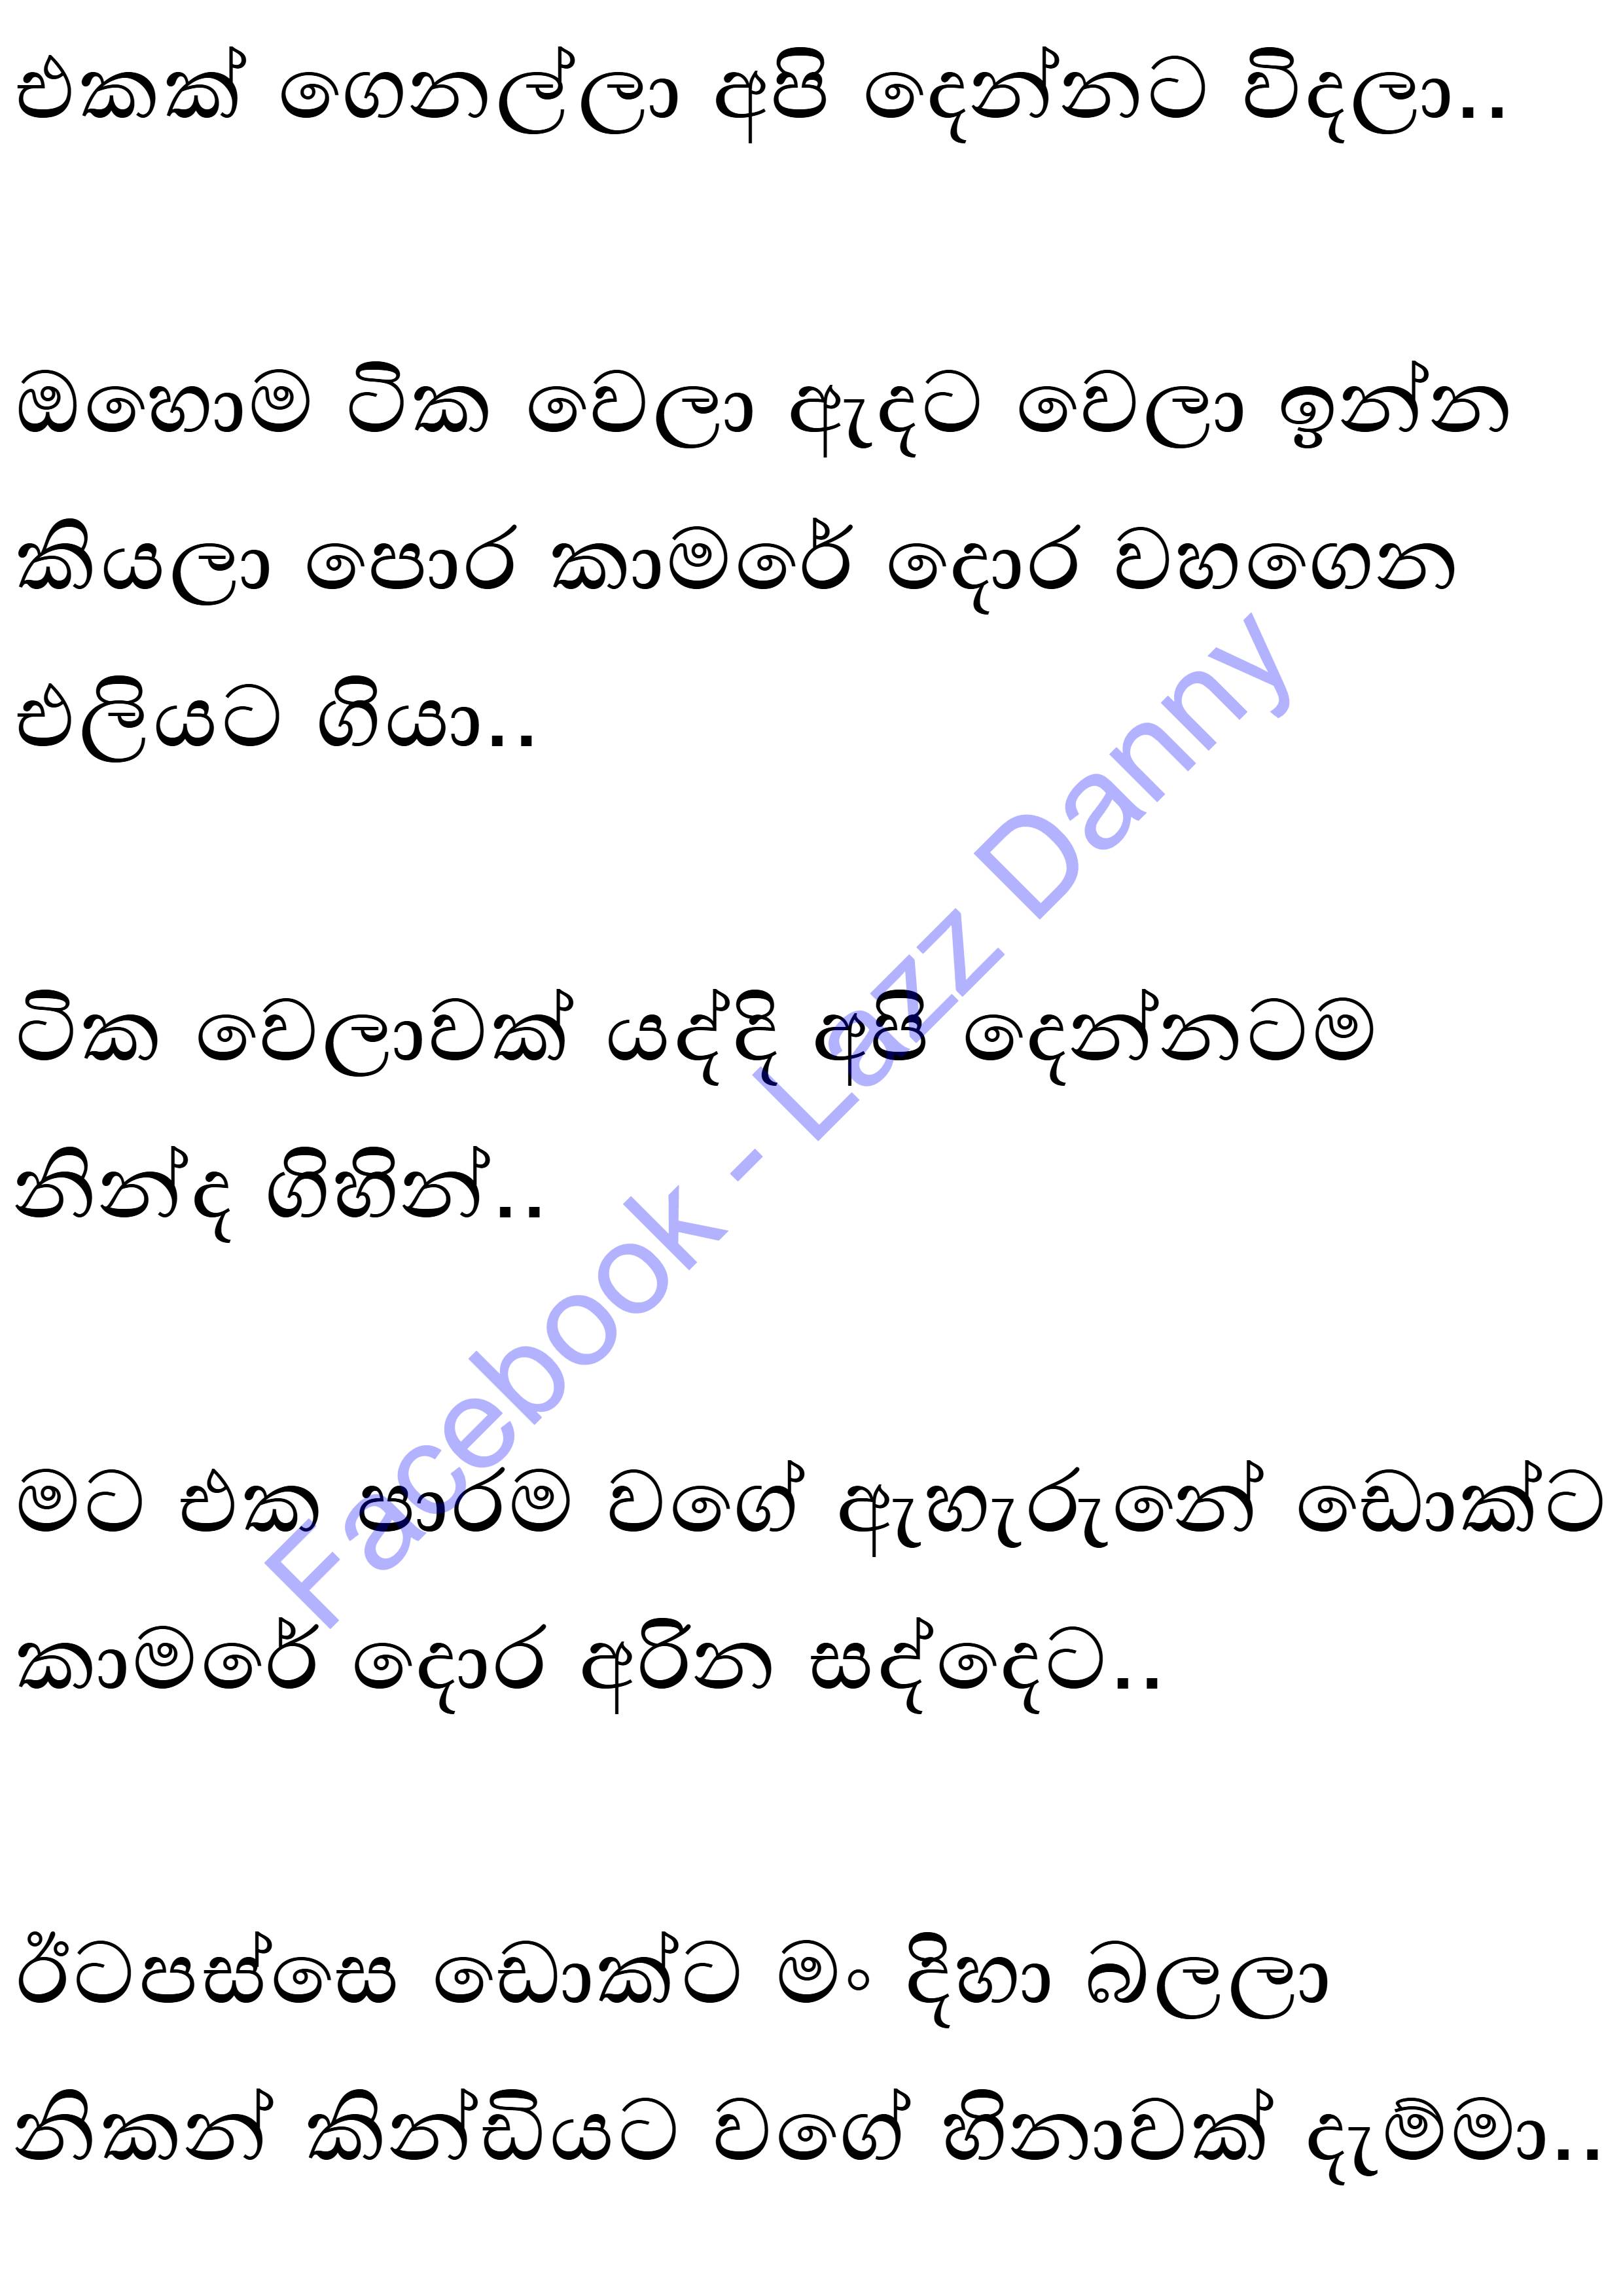 එකක් ගෙනල්ලා අපි දෙන්නට විදලා..
ඔහොම ටික වෙලා ඇදට වෙලා ඉන්න
කියලා පොර කාමරේ දොර වහගෙන
එලියට ගියා..
ටික වෙලාවක් යද්දි අපි දෙන්නටම
නින්ද ගිහින්..
මට එක පාරම වගේ ඇහැරුනේ ඩොක්ට
කාමරේ දොර අරින සද්දෙට..
ඊටපස්සෙ ඩොක්ට මං දිහා බලලා
නිකන් කින්ඩියට වගේ හිනාවක් දැම්මා..
Facebook - Lazz Danny